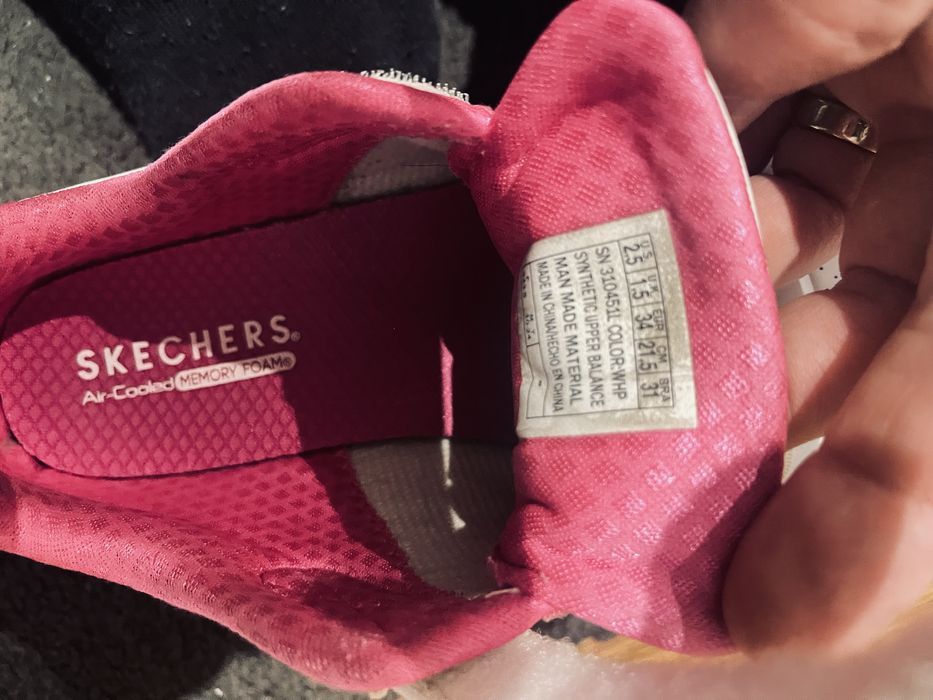 SKECHERS®
Air-Cooled MEMORY FOAM®
US UK EUR CM BRA
2.5 1.5 34 21.5 31
SN 310451L COLOR:WHP
SYNTHETIC UPPER BALANCE
MAN MADE MATERIAL
MADE IN CHINA/HECHO EN CHINA